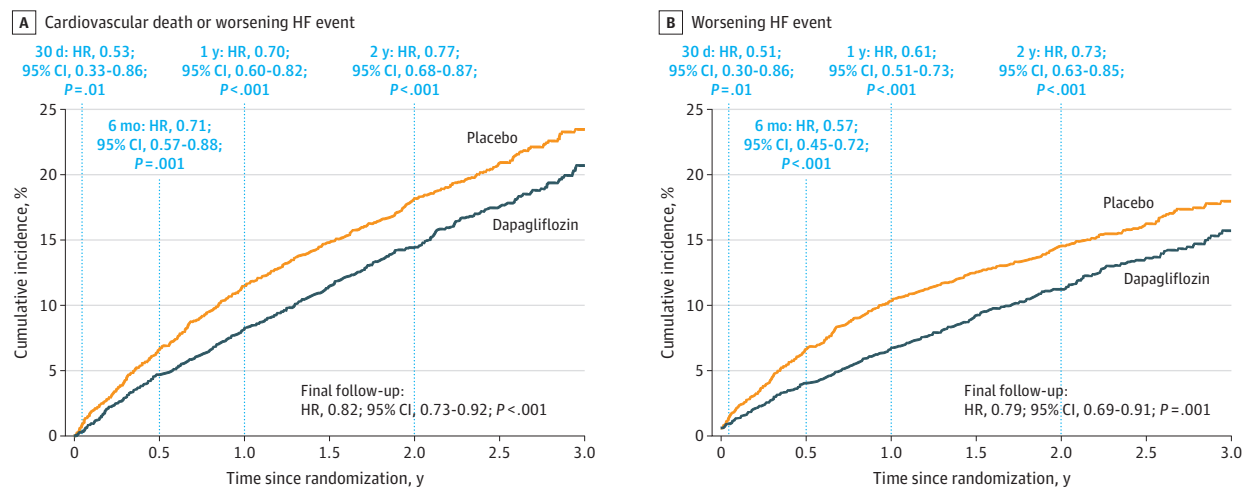 A Cardiovascular death or worsening HF event
30 d: HR, 0.53;
95% CI, 0.33-0.86;
P=.01
1 y: HR, 0.70;
95% CI, 0.60-0.82;
P<.001
2 y: HR, 0.77;
95% CI, 0.68-0.87;
P<.001
6 mo: HR, 0.71;
95% CI, 0.57-0.88;
P=.001
25
20
15
10
5
0
Cumulative incidence, %
Placebo
Dapagliflozin
Final follow-up:
HR, 0.82; 95% CI, 0.73-0.92; P<.001
0
0.5
1.0
1.5
2.0
2.5
3.0
Time since randomization, y
B Worsening HF event
30 d: HR, 0.51;
95% CI, 0.30-0.86;
P=.01
1 y: HR, 0.61;
95% CI, 0.51-0.73;
P<.001
2 y: HR, 0.73;
95% CI, 0.63-0.85;
P<.001
6 mo: HR, 0.57;
95% CI, 0.45-0.72;
P<.001
25
20
15
10
5
0
Cumulative incidence, %
Placebo
Dapagliflozin
Final follow-up:
HR, 0.79; 95% CI, 0.69-0.91; P=.001
0
0.5
1.0
1.5
2.0
2.5
3.0
Time since randomization, y